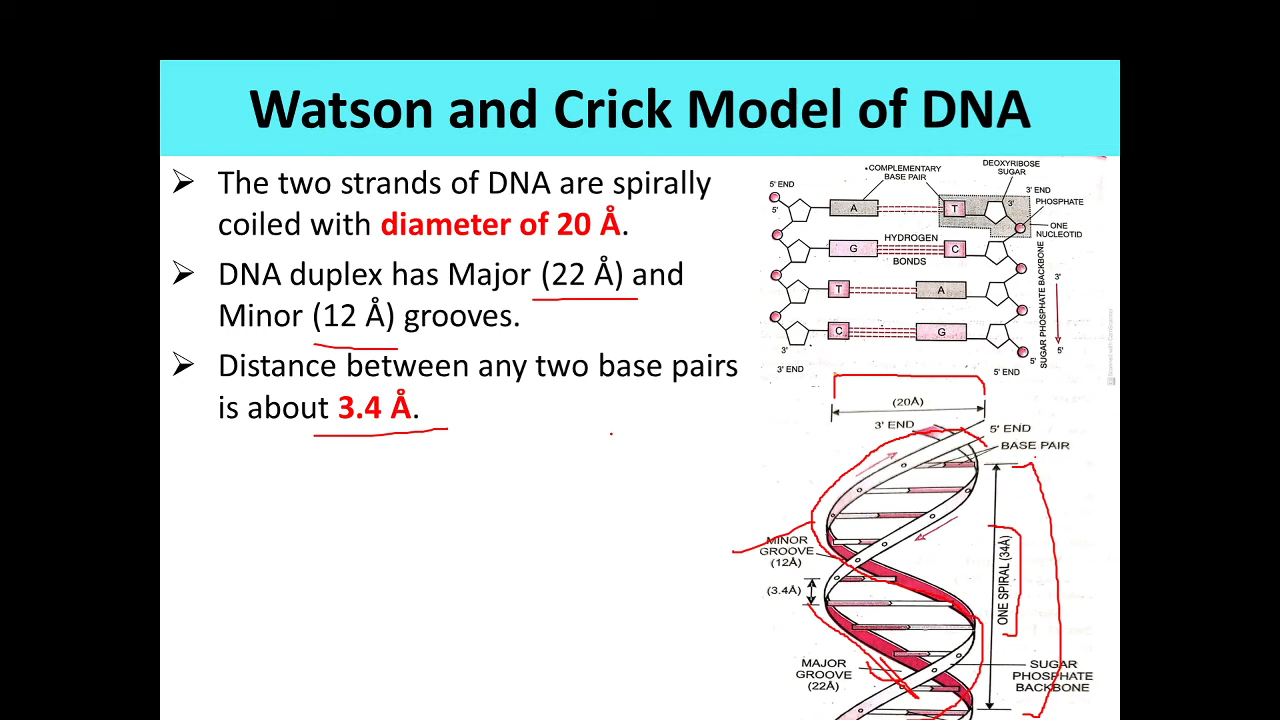 Watson and Crick Model of DNA
➢ The two strands of DNA are spirally
coiled with diameter of 20 Å.
➢ DNA duplex has Major (22 Å) and
Minor (12 Å) grooves.
➢ Distance between any two base pairs
is about 3.4 Å.
COMPLEMENTARY
BASE PAIR
DEOXYRIBOSE
SUGAR
5' END
5'
3' END
3'
PHOSPHATE
ONE
NUCLEOTID
A
T
HYDROGEN
BONDS
G
C
T
A
C
G
SUGAR PHOSPHATE BACKBONE
3'
5'
3'
3' END
5'
5' END
Scanned with CamScanner
(20Å)
3' END
5' END
BASE PAIR
MINOR
GROOVE
(12Å)
(3.4Å)
ONE SPIRAL (34Å)
MAJOR
GROOVE
(22Å)
SUGAR
PHOSPHATE
BACKBONE